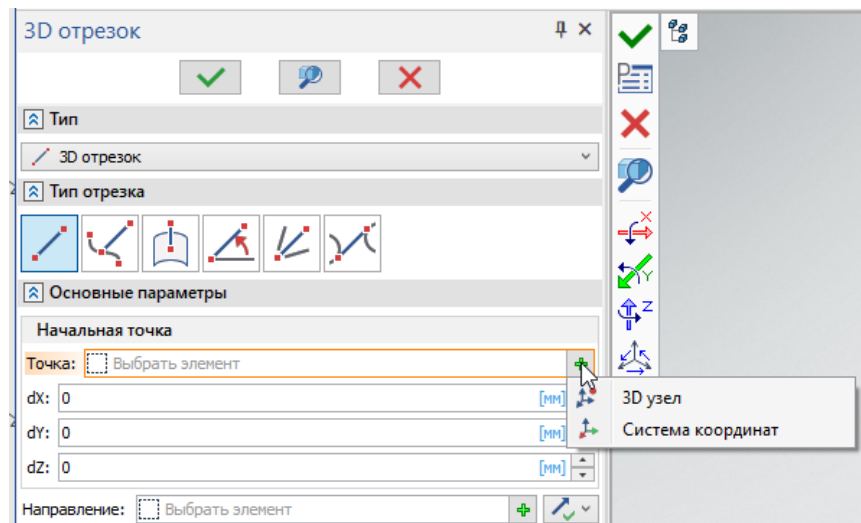 3D отрезок
Тип
3D отрезок
Тип отрезка
Основные параметры
Начальная точка
Точка: Выбрать элемент
dX: 0 [мм]
3D узел
dY: 0 [мм]
Система координат
dZ: 0 [мм]
Направление: Выбрать элемент
X
Y
Z